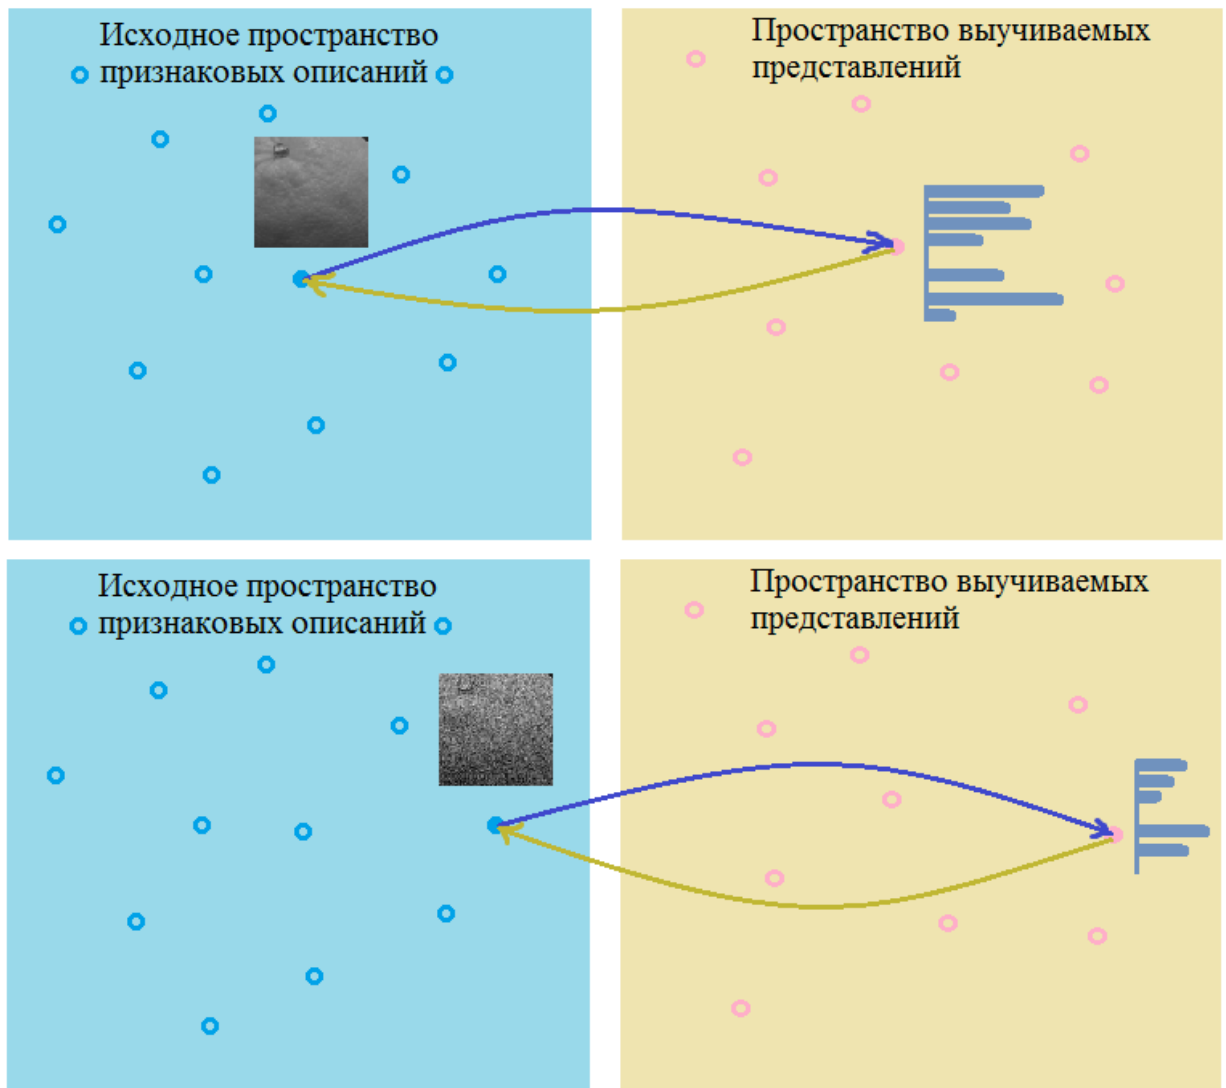 Исходное пространство
признаковых описаний
Пространство выучиваемых
представлений
Исходное пространство
признаковых описаний
Пространство выучиваемых
представлений